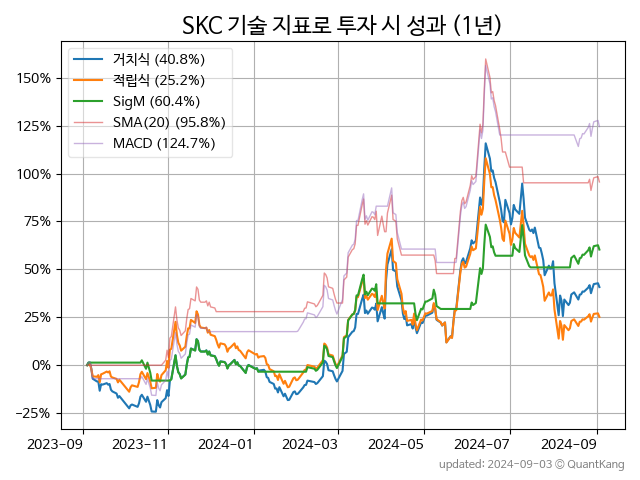 SKC 기술 지표로 투자 시 성과 (1년)
거치식 (40.8%)
적립식 (25.2%)
SigM (60.4%)
SMA(20) (95.8%)
MACD (124.7%)
150%
125%
100%
75%
50%
25%
0%
−25%
2023-09 2023-11 2024-01 2024-03 2024-05 2024-07 2024-09
updated: 2024-09-03 © QuantKang